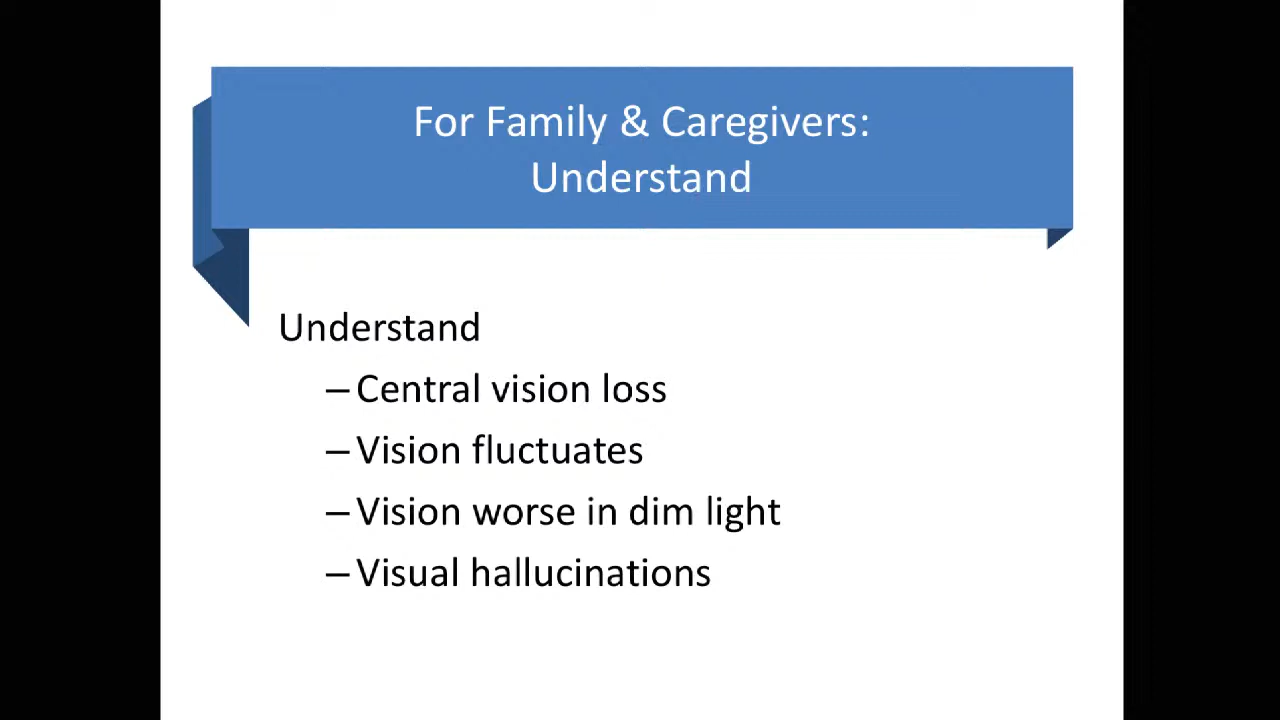 For Family & Caregivers:
Understand
Understand
–Central vision loss
–Vision fluctuates
–Vision worse in dim light
–Visual hallucinations